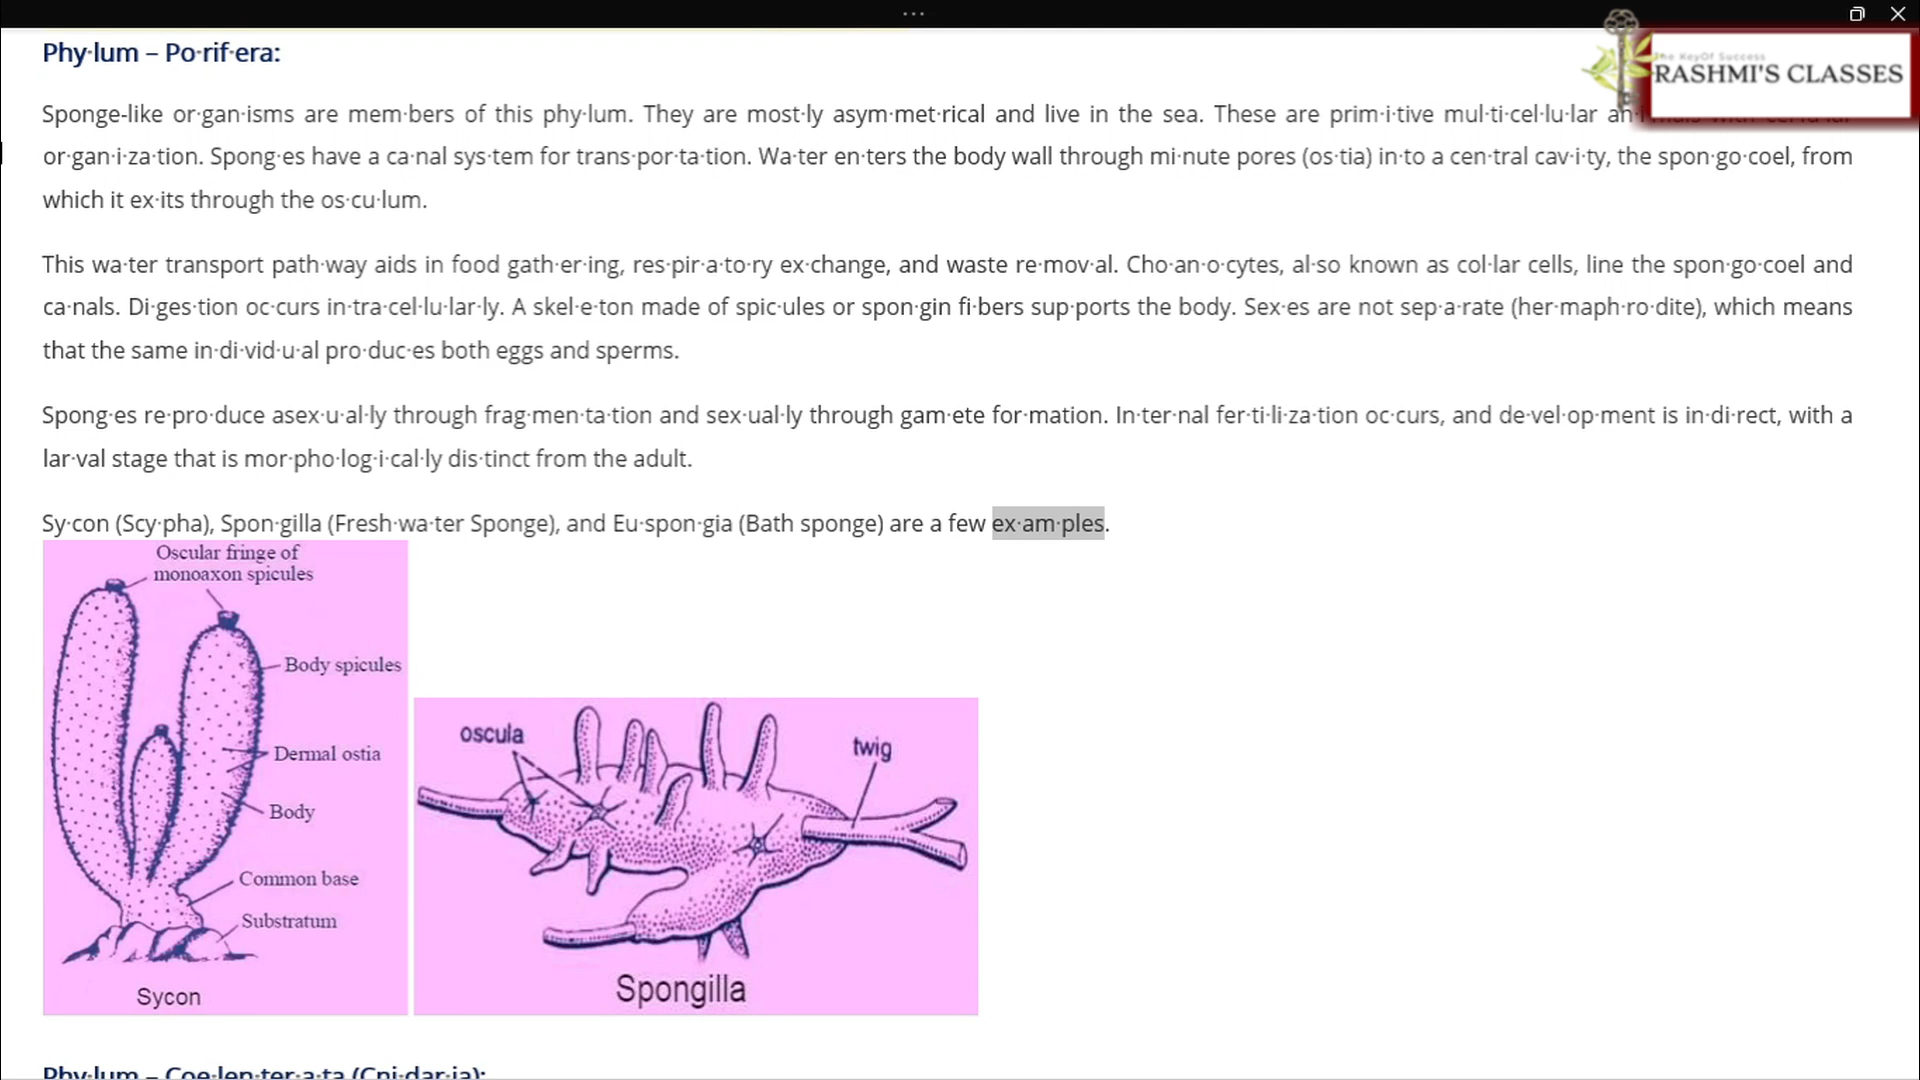 Phy·lum – Po·rif·era:
The KeyOf Success
RASHMI'S CLASSES
Sponge-like or·gan·isms are mem·bers of this phy·lum. They are most·ly asym·met·rical and live in the sea. These are prim·i·tive mul·ti·cel·lu·lar
or·gan·i·za·tion. Spong·es have a ca·nal sys·tem for trans·por·ta·tion. Wa·ter en·ters the body wall through mi·nute pores (os·tia) in·to a cen·tral cav·i·ty, the spon·go·coel, from
which it ex·its through the os·cu·lum.
This wa·ter transport path·way aids in food gath·er·ing, res·pir·a·to·ry ex·change, and waste re·mov·al. Cho·an·o·cytes, al·so known as col·lar cells, line the spon·go·coel and
ca·nals. Di·ges·tion oc·curs in·tra·cel·lu·lar·ly. A skel·e·ton made of spic·ules or spon·gin fi·bers sup·ports the body. Sex·es are not sep·a·rate (her·maph·ro·dite), which means
that the same in·di·vid·u·al pro·duc·es both eggs and sperms.
Spong·es re·pro·duce asex·u·al·ly through frag·men·ta·tion and sex·ual·ly through gam·ete for·mation. In·ter·nal fer·ti·li·za·tion oc·curs, and de·vel·op·ment is in·di·rect, with a
lar·val stage that is mor·pho·log·i·cal·ly dis·tinct from the adult.
Sy·con (Scy·pha), Spon·gilla (Fresh·wa·ter Sponge), and Eu·spon·gia (Bath sponge) are a few ex·am·ples.
Oscular fringe of
monoaxon spicules
Body spicules
Dermal ostia
Body
Common base
Substratum
Sycon
oscula
twig
Spongilla
Phy·lum – Coe·len·ter·a·ta (Cni·dar·ia):